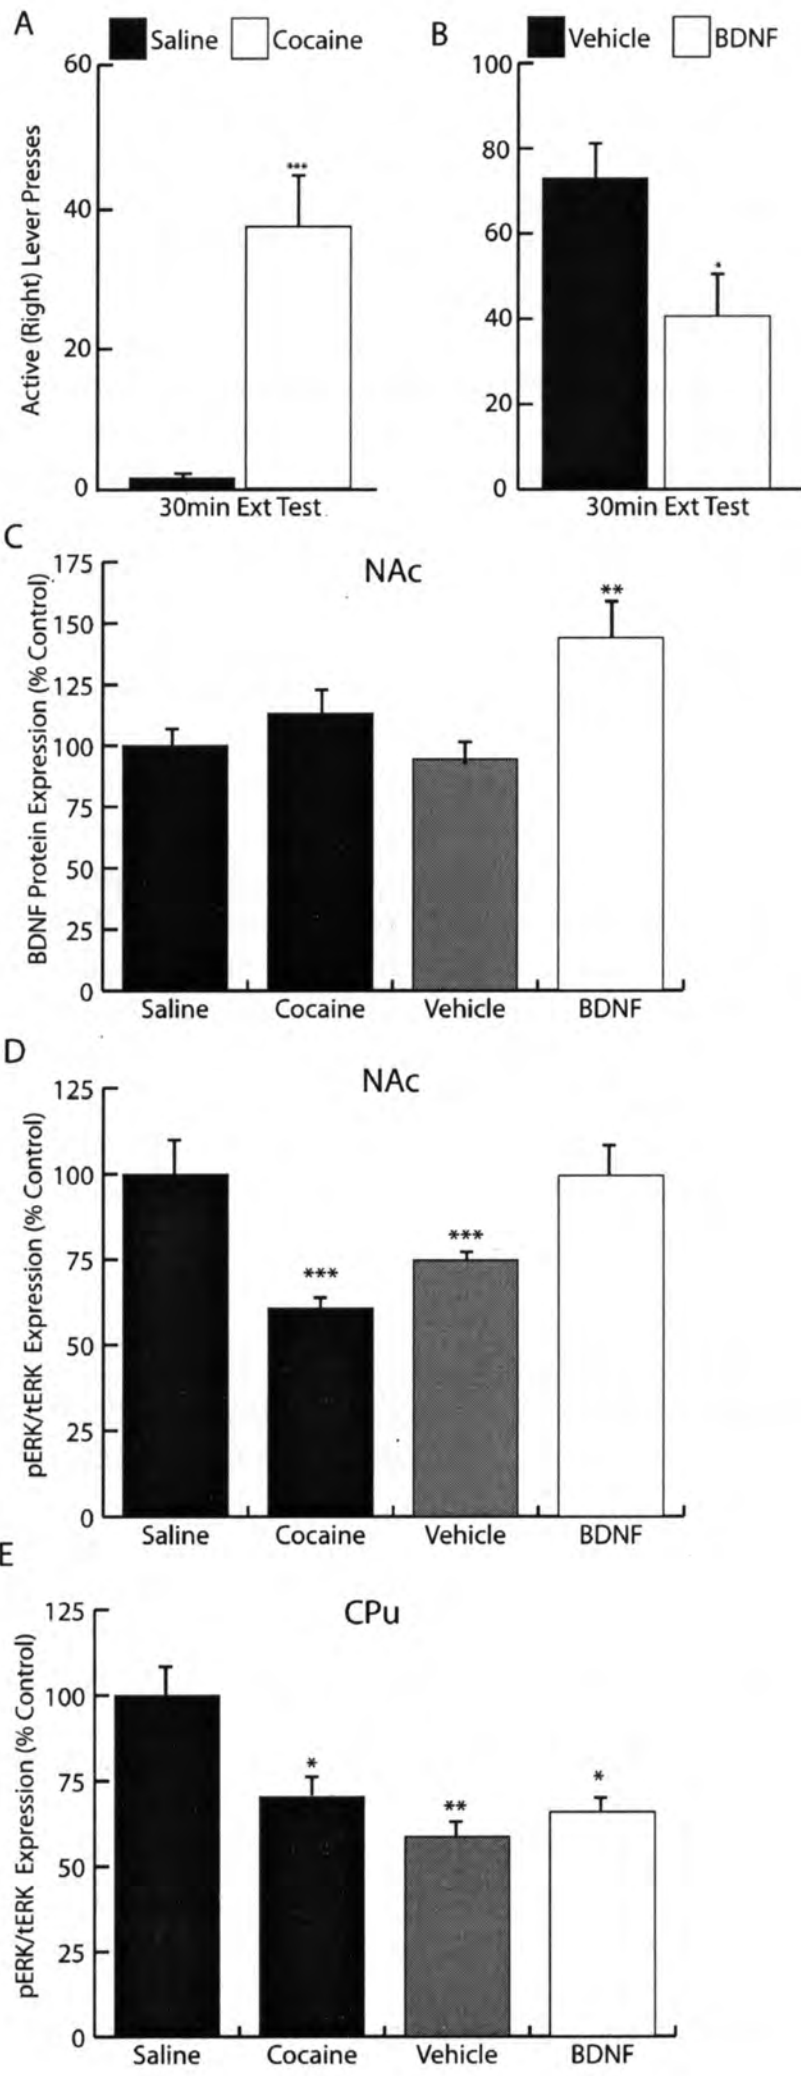 A
Saline Cocaine
Active (Right) Lever Presses
60
40
20
0
***
30min Ext Test
B
Vehicle BDNF
100
80
60
40
20
0
*
30min Ext Test
C
NAc
BDNF Protein Expression (% Control)
175
150
125
100
75
50
25
0
**
Saline Cocaine Vehicle BDNF
D
NAc
pERK/tERK Expression (% Control)
125
100
75
50
25
0
***
***
Saline Cocaine Vehicle BDNF
E
CPu
pERK/tERK Expression (% Control)
125
100
75
50
25
0
*
**
*
Saline Cocaine Vehicle BDNF